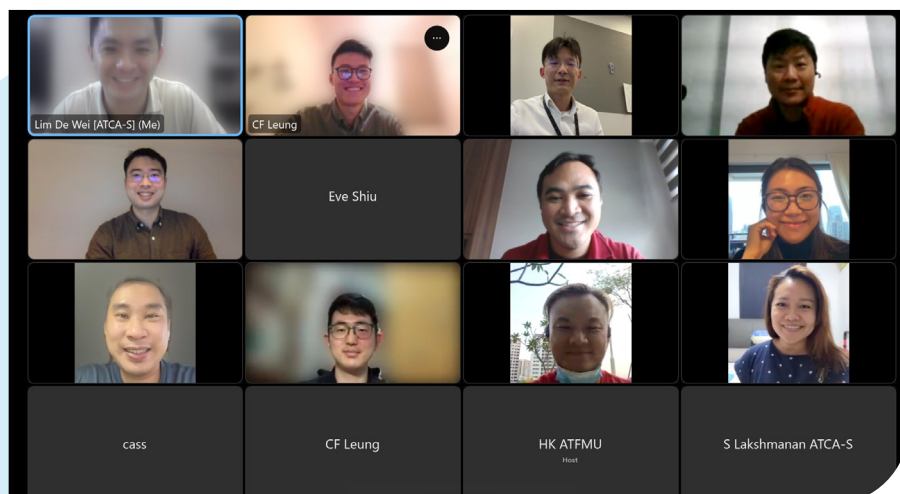 Lim De Wei [ATCA-S] (Me)
CF Leung
Eve Shiu
cass
CF Leung
HK ATFMU
Host
S Lakshmanan ATCA-S